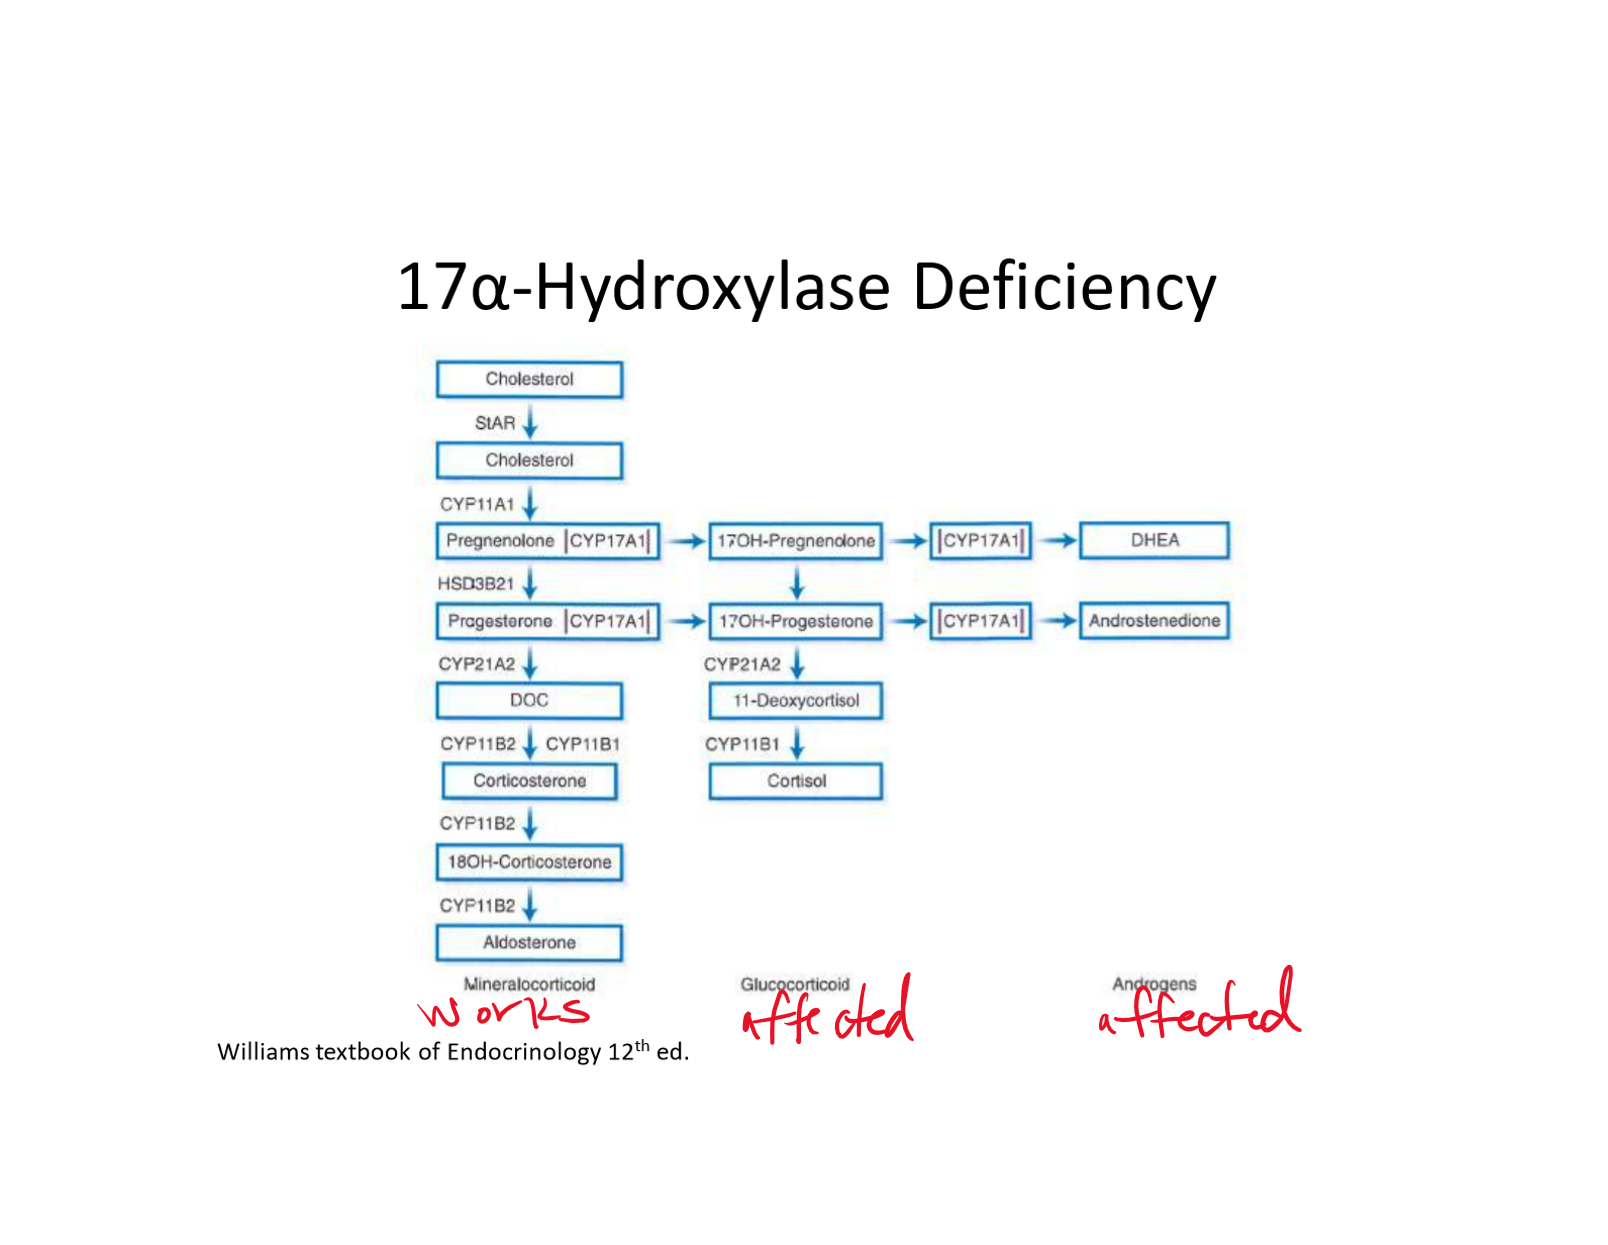 17α-Hydroxylase Deficiency
Cholesterol
StAR
Cholesterol
CYP11A1
Pregnenolone |CYP17A1| 17OH-Pregnenolone |CYP17A1| DHEA
HSD3B21
Progesterone |CYP17A1| 17OH-Progesterone |CYP17A1| Androstenedione
CYP21A2 CYP21A2
DOC 11-Deoxycortisol
CYP11B2 CYP11B1 CYP11B1
Corticosterone Cortisol
CYP11B2
18OH-Corticosterone
CYP11B2
Aldosterone
Mineralocorticoid Glucocorticoid Androgens
works affected affected
Williams textbook of Endocrinology 12th ed.